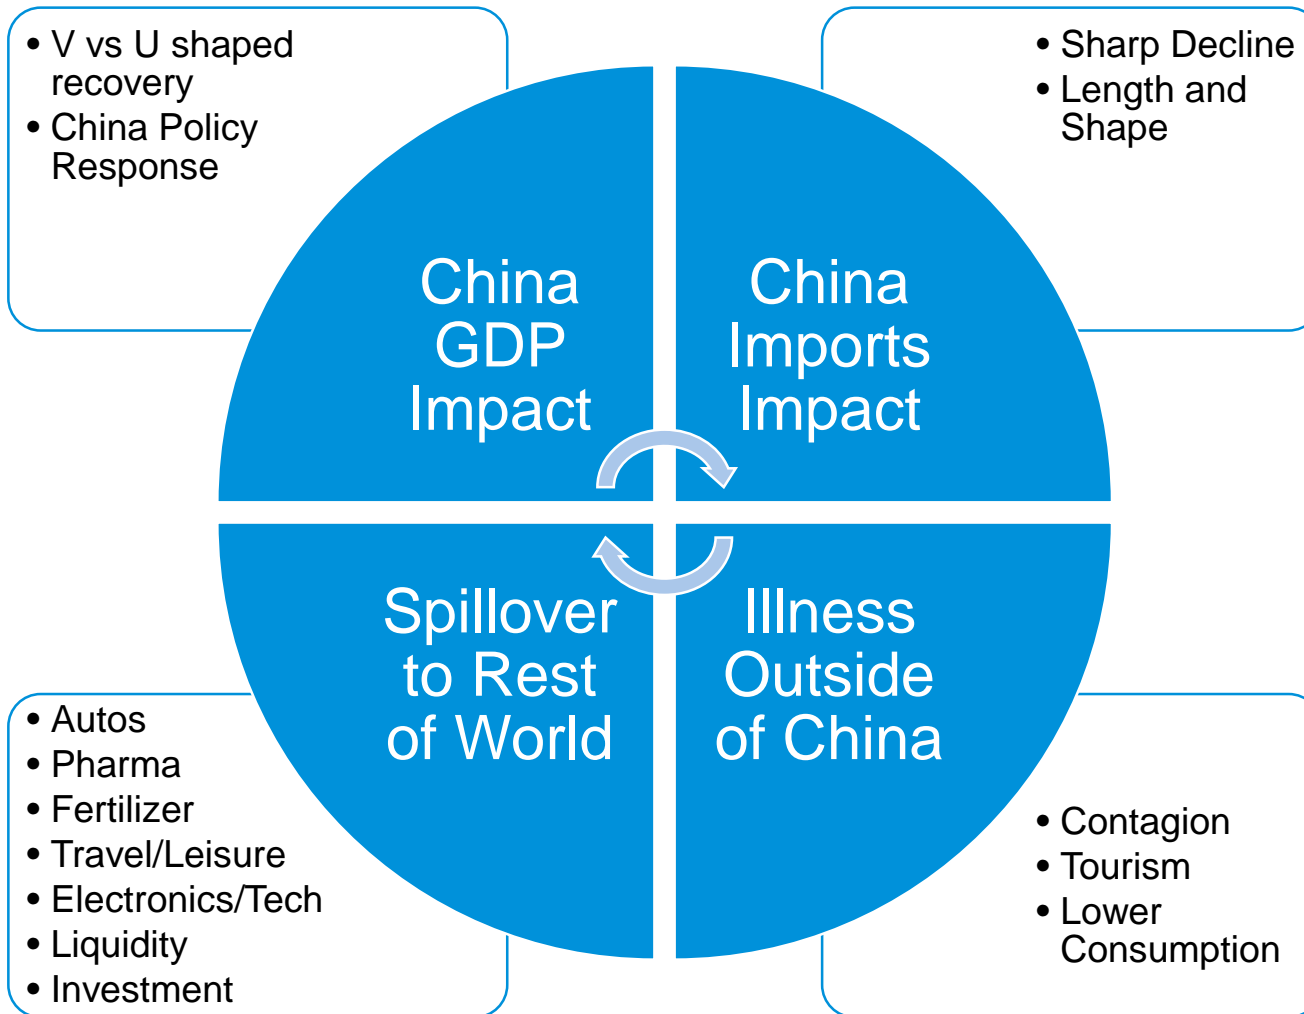 • V vs U shaped
recovery
• China Policy
Response
• Sharp Decline
• Length and
Shape
China
GDP
Impact
China
Imports
Impact
Spillover
to Rest
of World
Illness
Outside
of China
• Autos
• Pharma
• Fertilizer
• Travel/Leisure
• Electronics/Tech
• Liquidity
• Investment
• Contagion
• Tourism
• Lower
Consumption